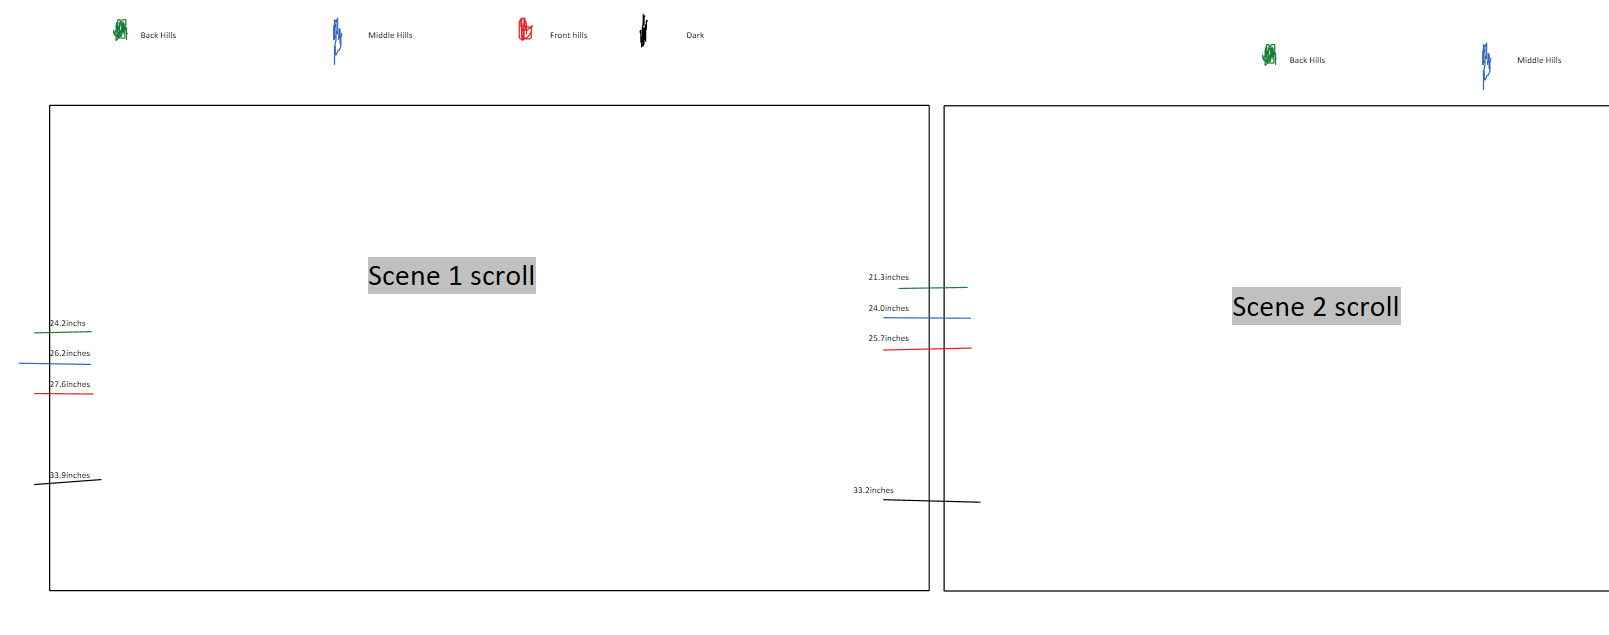 Back Hills
Middle Hills
Front hills
Dark
Back Hills
Middle Hills
Scene 1 scroll
Scene 2 scroll
24.2inchs
26.2inches
27.6inches
33.9inches
21.3inches
24.0inches
25.7inches
33.2inches